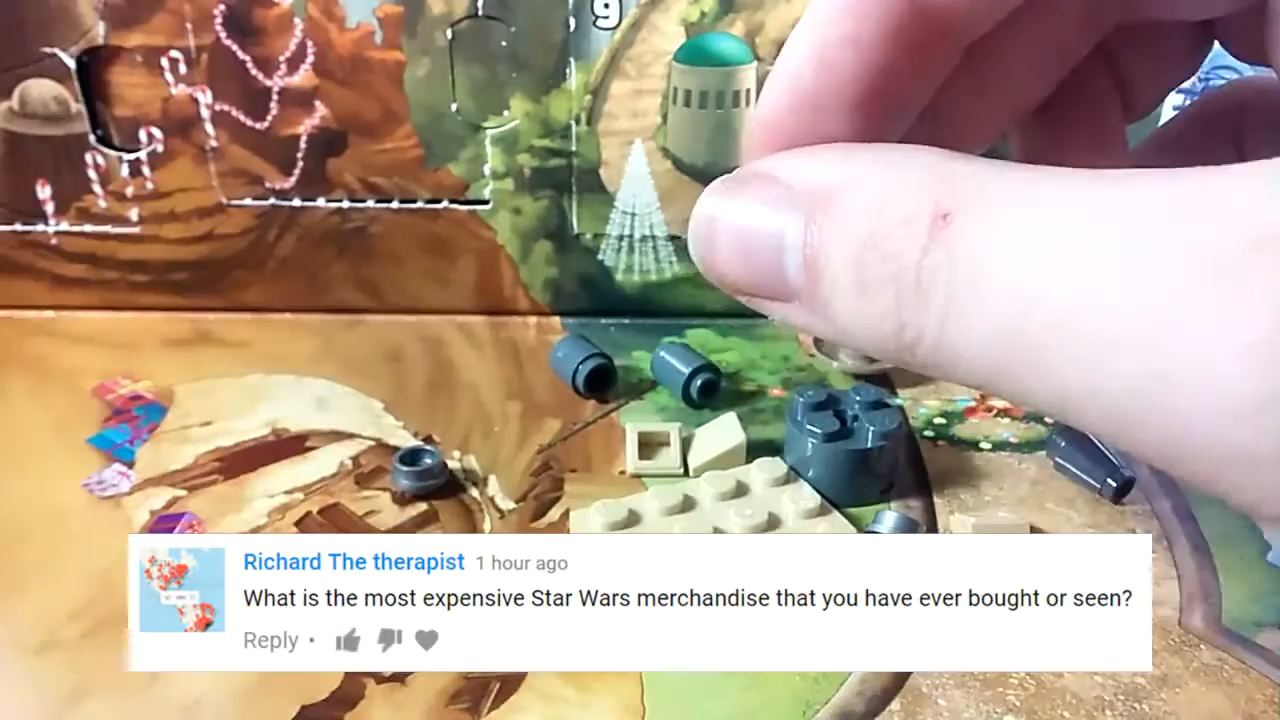 9
Richard The therapist 1 hour ago
What is the most expensive Star Wars merchandise that you have ever bought or seen?
Reply •